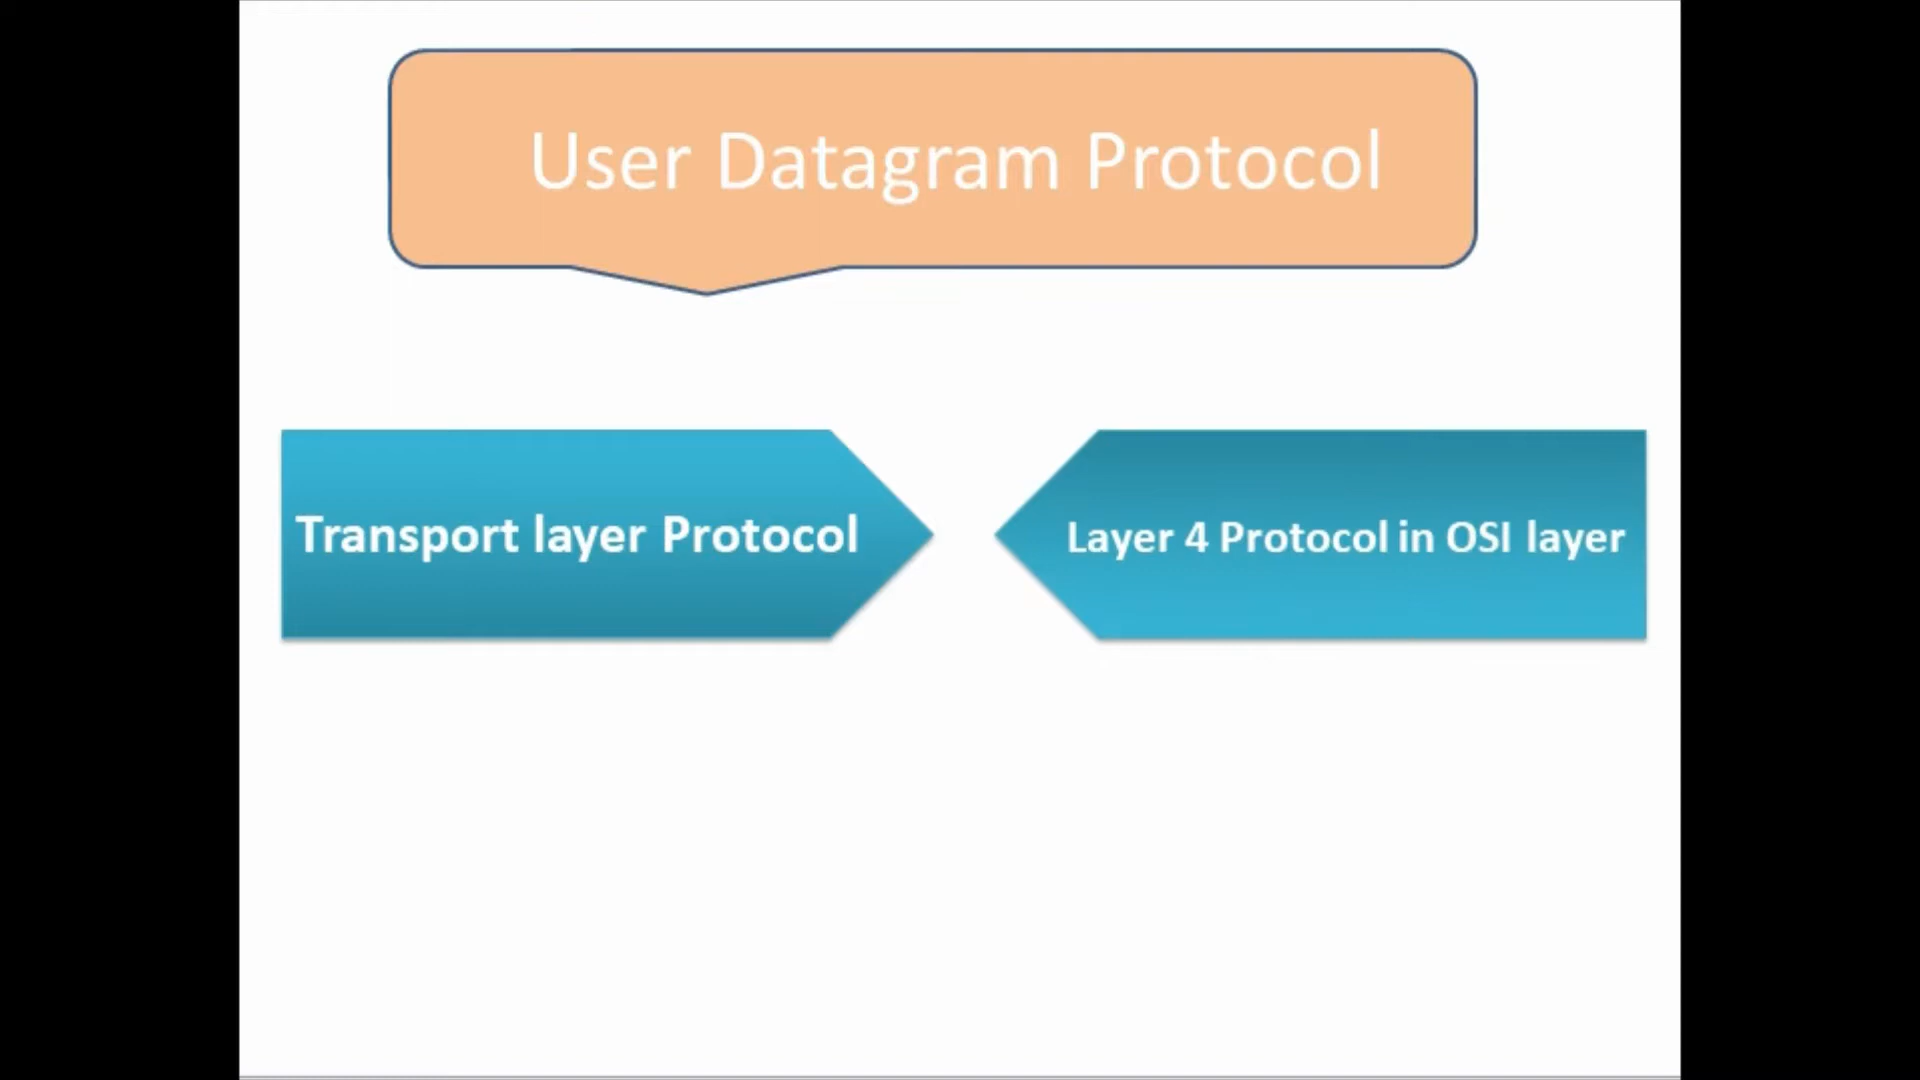 User Datagram Protocol
Transport layer Protocol
Layer 4 Protocol in OSI layer